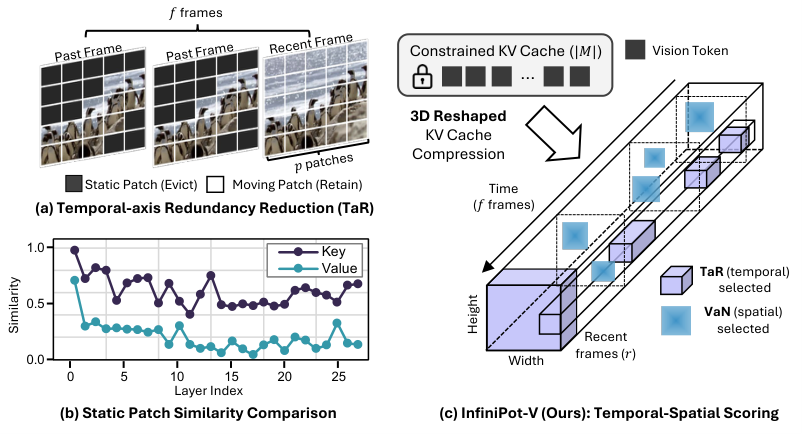 f frames
Past Frame
Past Frame
Recent Frame
p patches
Static Patch (Evict)
Moving Patch (Retain)
(a) Temporal-axis Redundancy Reduction (TaR)
1.0
0.5
0.0
Similarity
Key
Value
0
5
10
15
20
25
Layer Index
(b) Static Patch Similarity Comparison
Constrained KV Cache (|M|)
...
Vision Token
3D Reshaped
KV Cache
Compression
Time
(f frames)
Height
Width
Recent
frames (r)
TaR (temporal)
selected
VaN (spatial)
selected
(c) InfiniPot-V (Ours): Temporal-Spatial Scoring